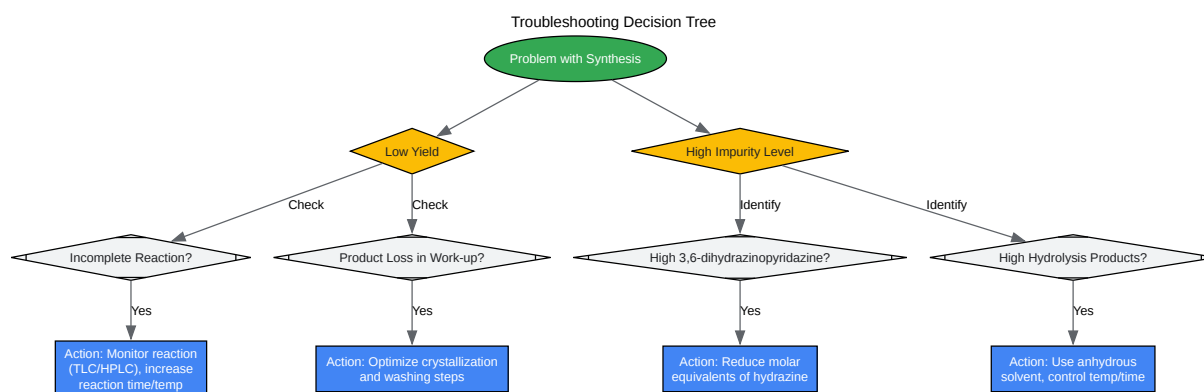 Troubleshooting Decision Tree
Problem with Synthesis
Low Yield
High Impurity Level
Check
Check
Identify
Identify
Incomplete Reaction?
Product Loss in Work-up?
High 3,6-dihydrazinopyridazine?
High Hydrolysis Products?
Yes
Yes
Yes
Yes
Action: Monitor reaction
(TLC/HPLC), increase
reaction time/temp
Action: Optimize crystallization
and washing steps
Action: Reduce molar
equivalents of hydrazine
Action: Use anhydrous
solvent, control temp/time